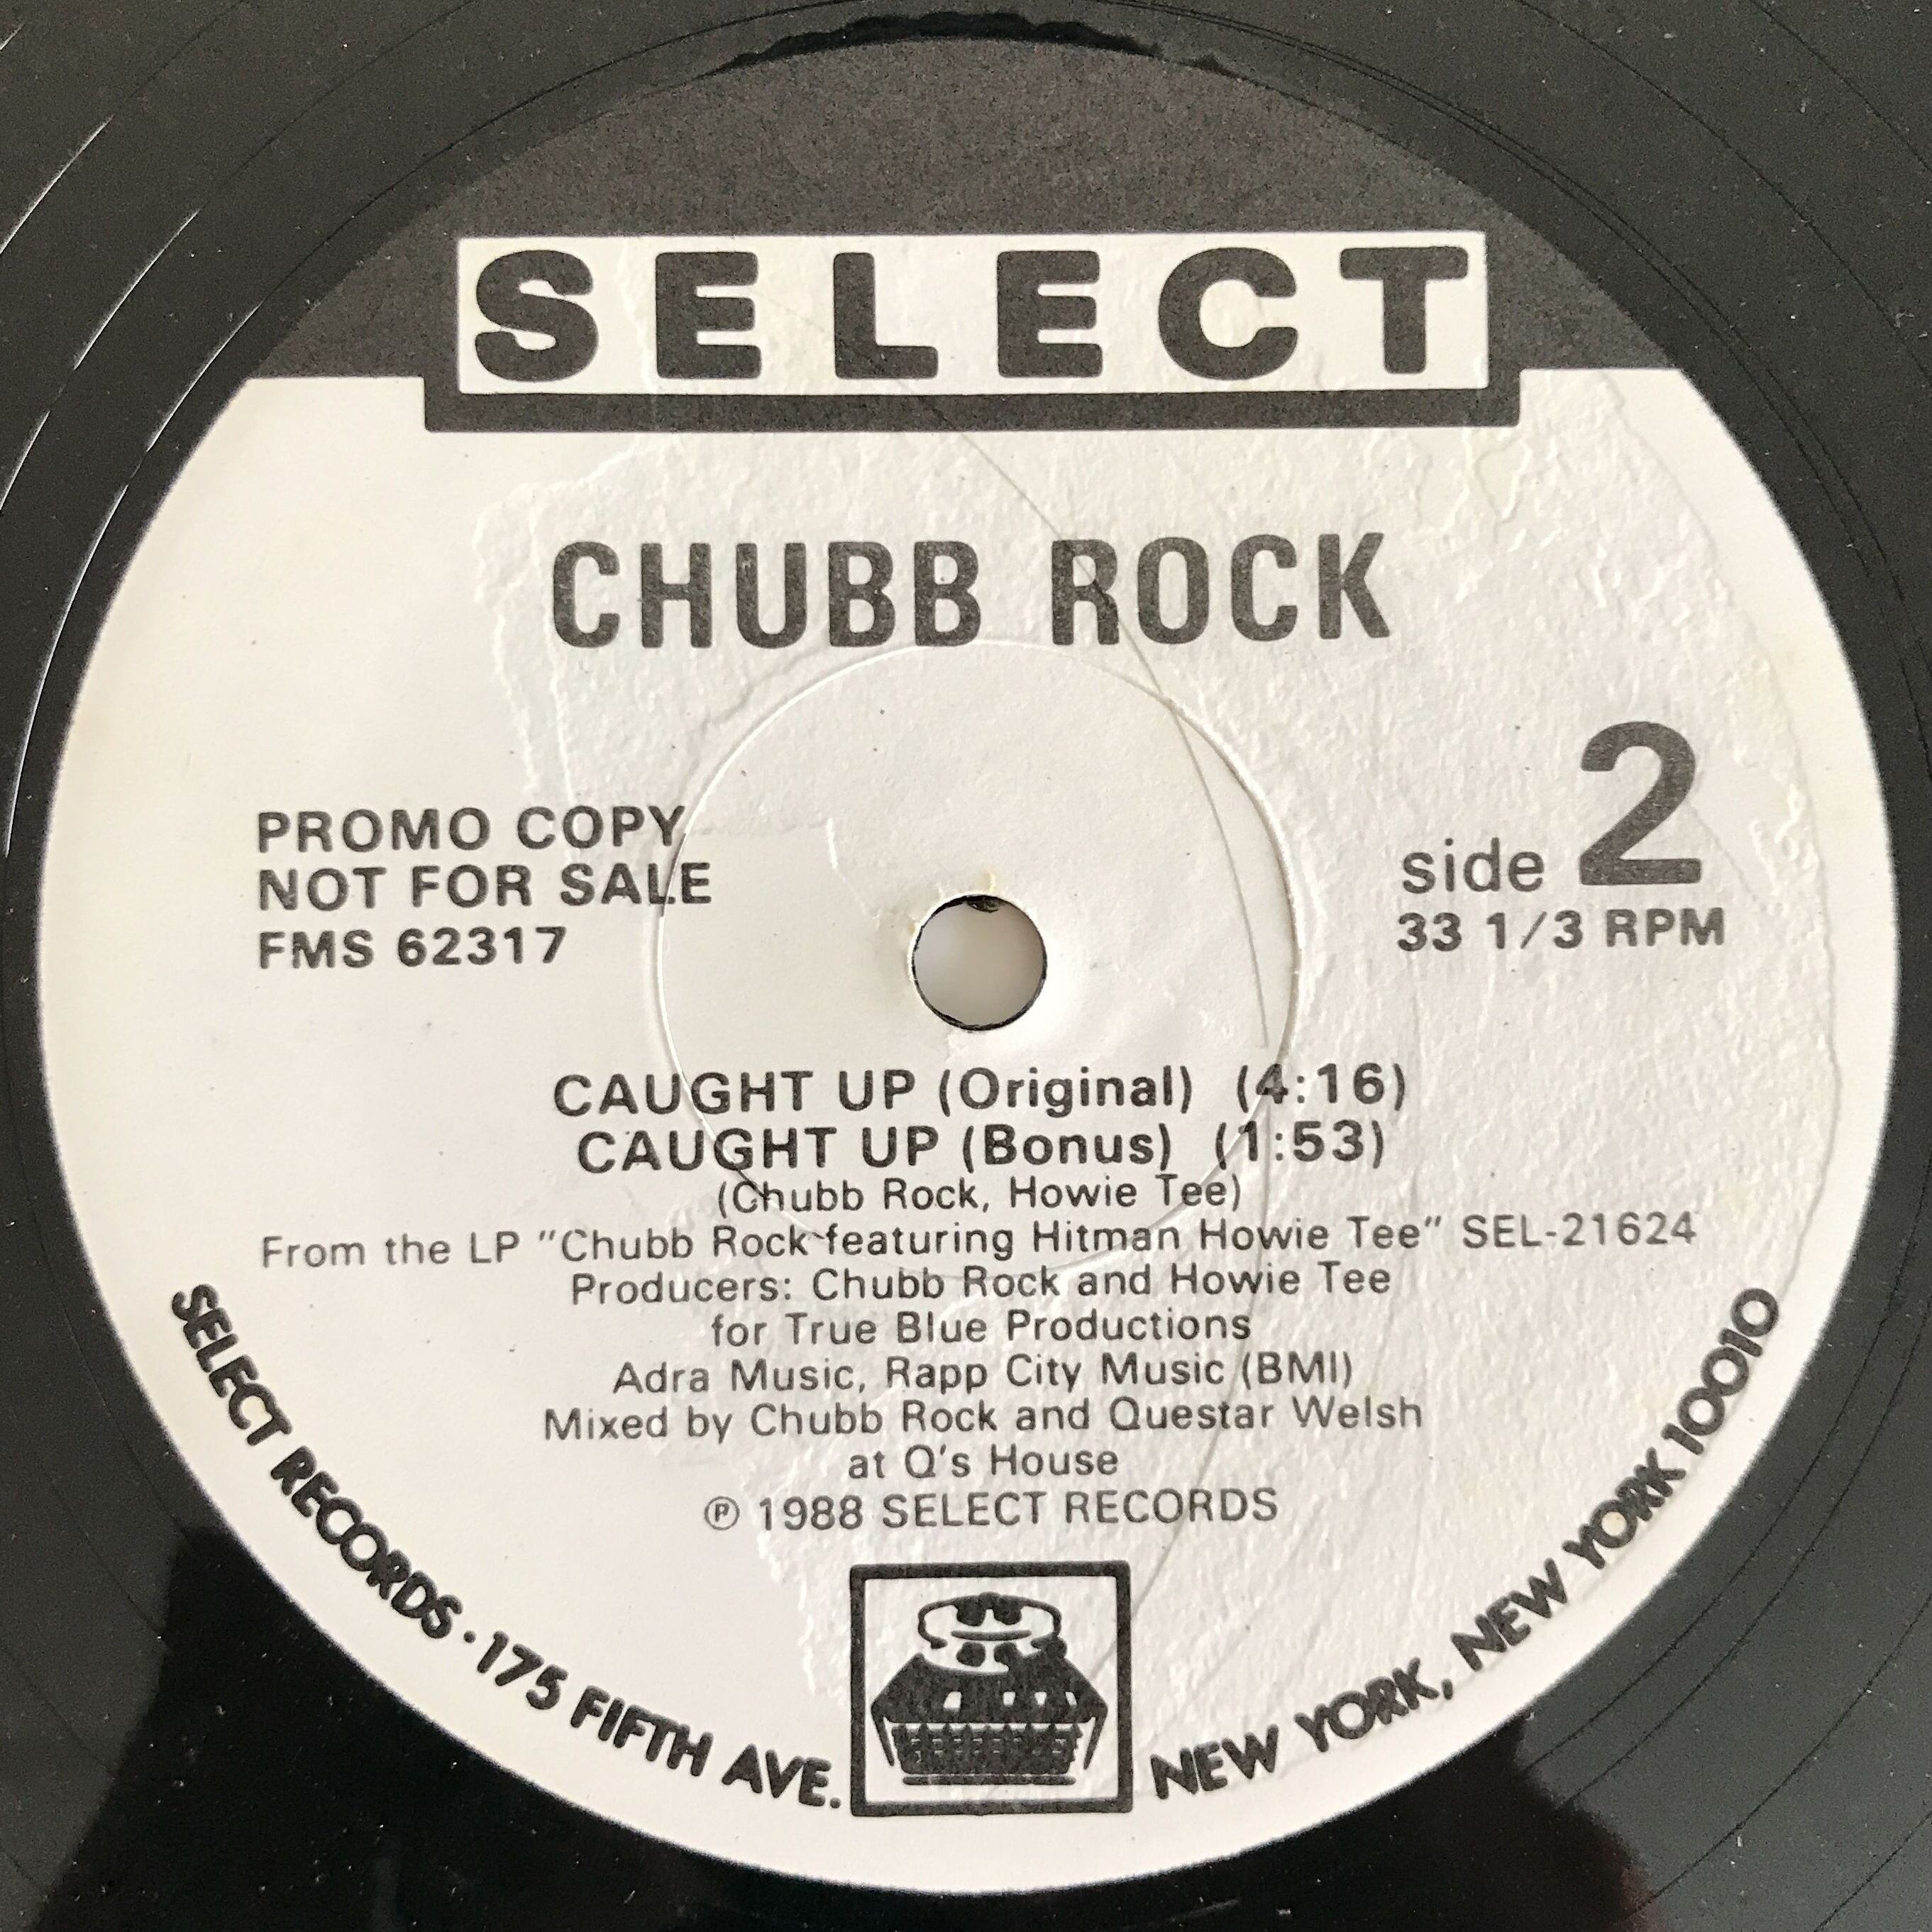 SELECT
CHUBB ROCK
PROMO COPY
NOT FOR SALE
FMS 62317
side 2
33 1/3 RPM
CAUGHT UP (Original) (4:16)
CAUGHT UP (Bonus) (1:53)
(Chubb Rock, Howie Tee)
From the LP "Chubb Rock featuring Hitman Howie Tee" SEL-21624
Producers: Chubb Rock and Howie Tee
for True Blue Productions
Adra Music, Rapp City Music (BMI)
Mixed by Chubb Rock and Questar Welsh
at Q's House
℗ 1988 SELECT RECORDS
SELECT RECORDS · 175 FIFTH AVE. NEW YORK, NEW YORK 10010